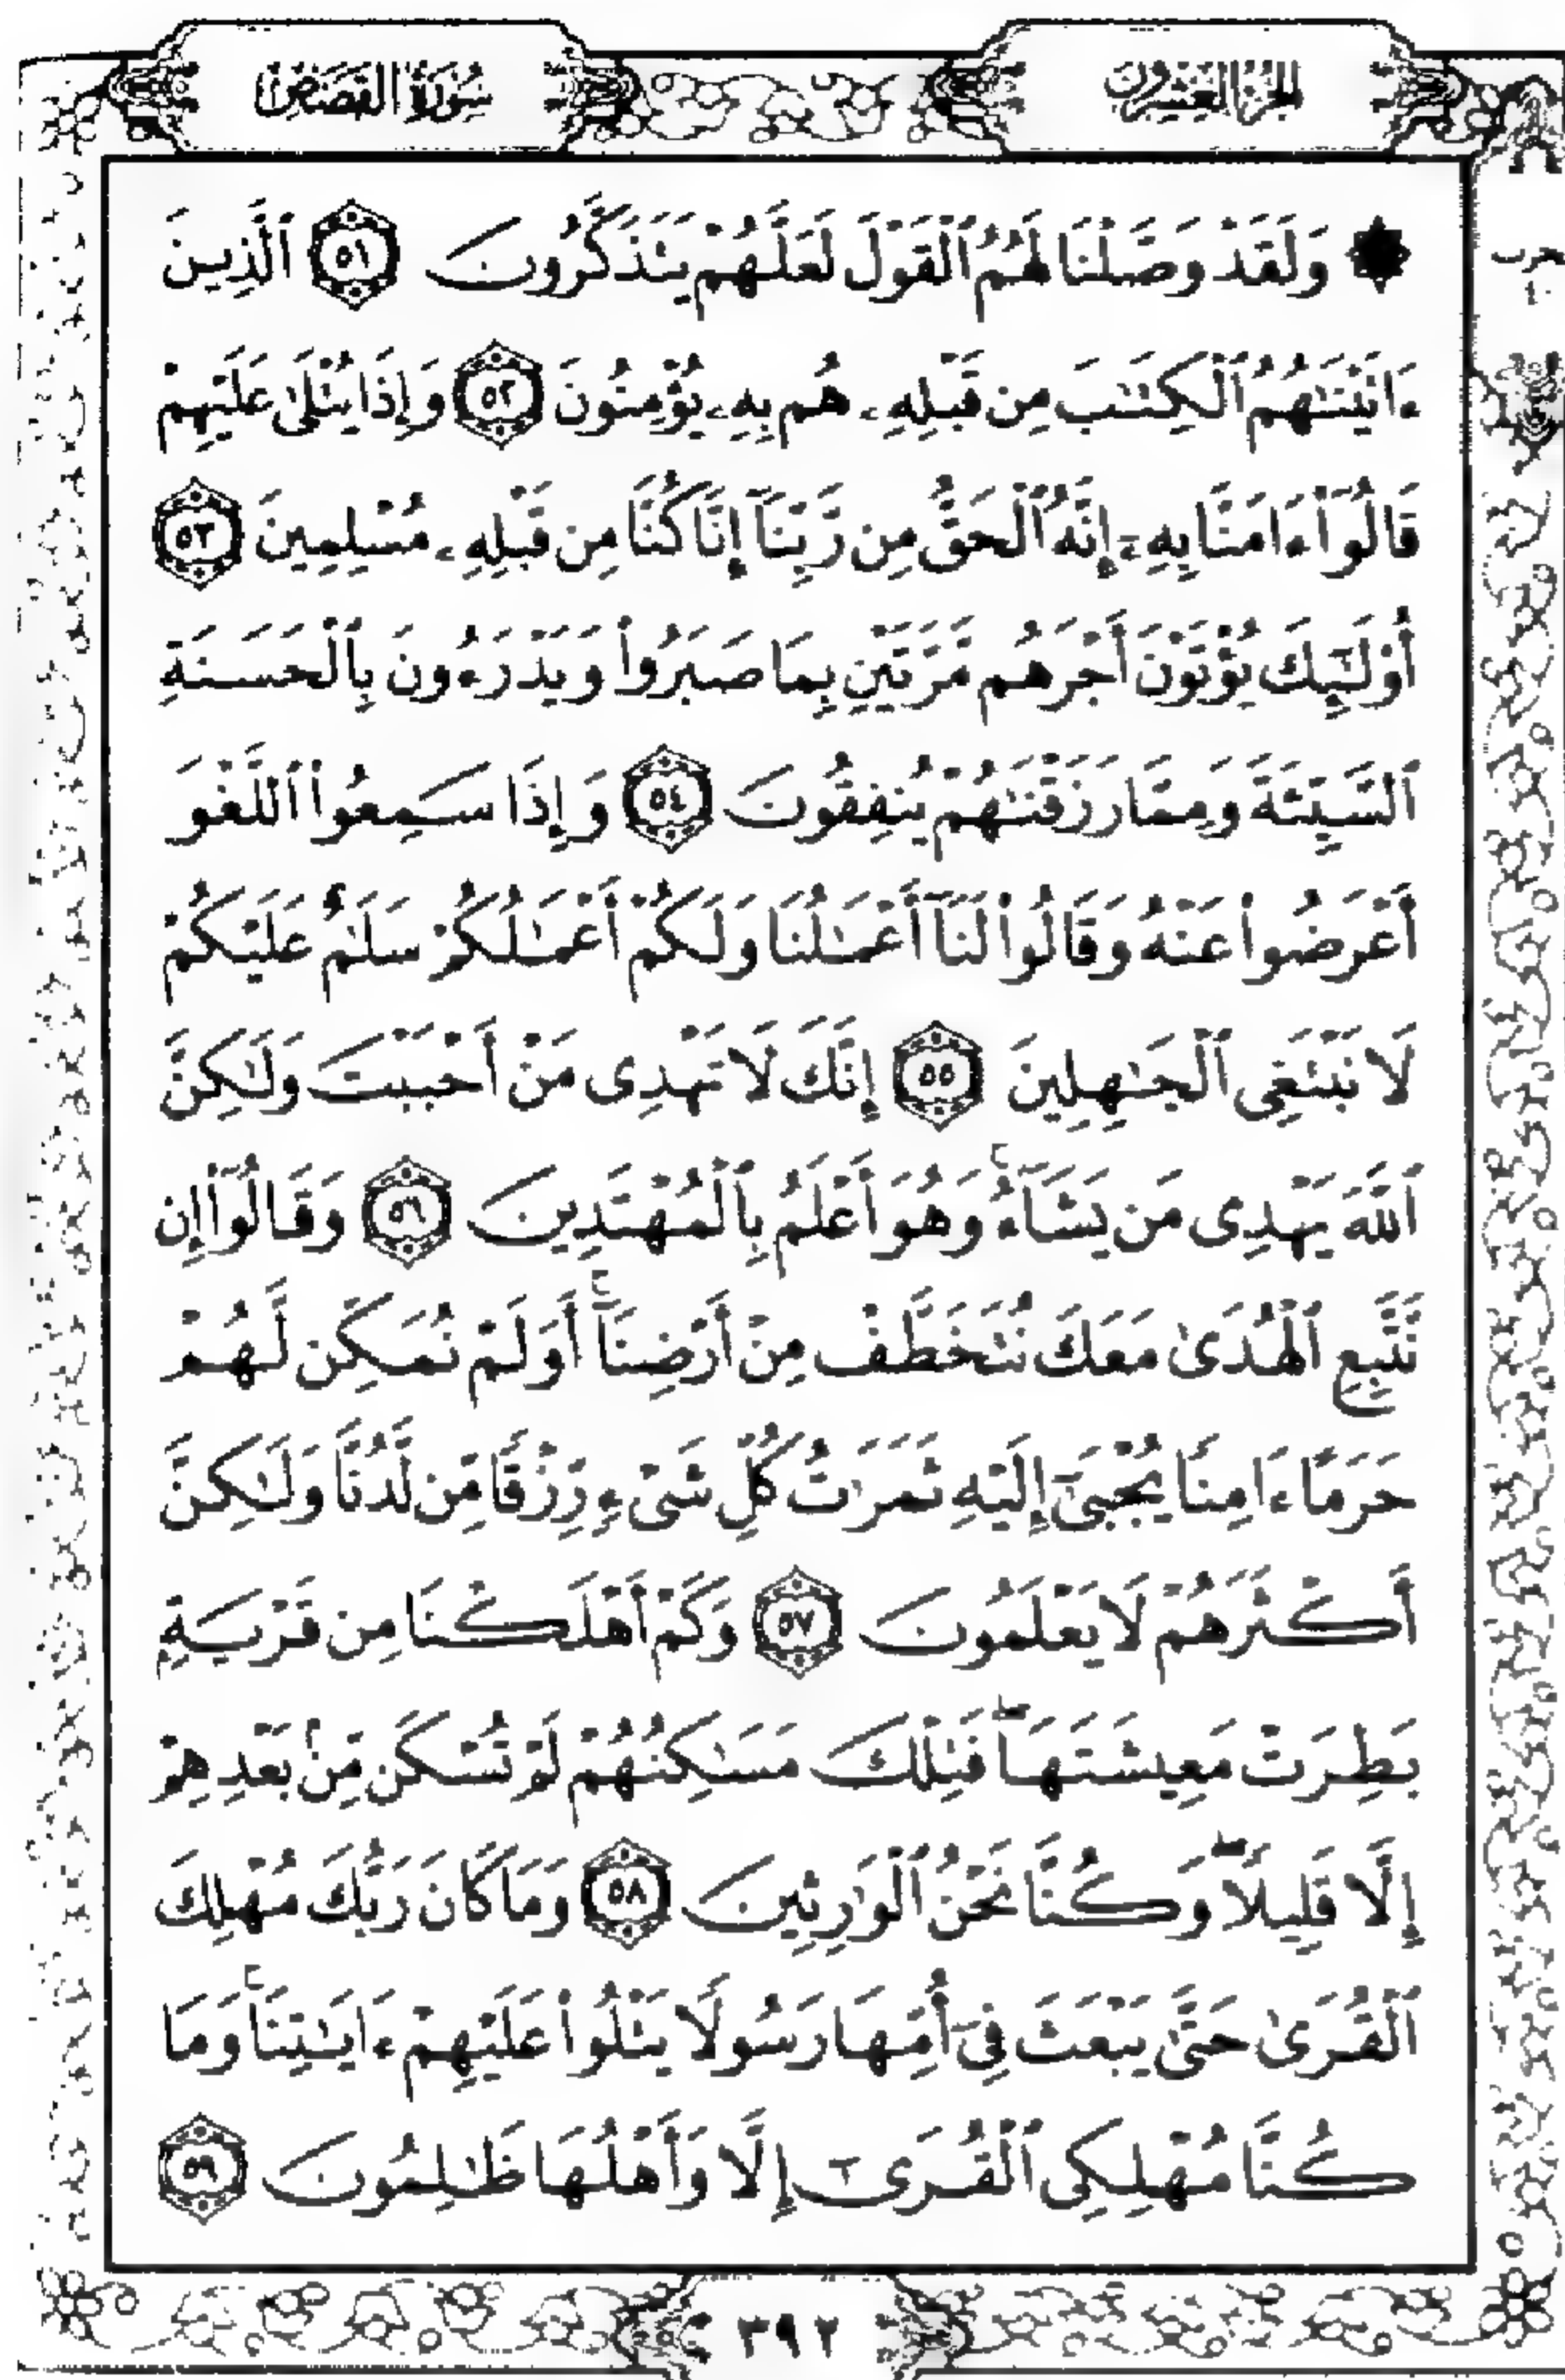 الجزء العشرون
سورة القصص
۞ وَلَقَدْ وَصَّلْنَا لَهُمُ ٱلْقَوْلَ لَعَلَّهُمْ يَتَذَكَّرُونَ ٥١ ٱلَّذِينَ
ءَاتَيْنَٰهُمُ ٱلْكِتَٰبَ مِن قَبْلِهِۦ هُم بِهِۦ يُؤْمِنُونَ ٥٢ وَإِذَا يُتْلَىٰ عَلَيْهِمْ
قَالُوٓا۟ ءَامَنَّا بِهِۦٓ إِنَّهُ ٱلْحَقُّ مِن رَّبِّنَآ إِنَّا كُنَّا مِن قَبْلِهِۦ مُسْلِمِينَ ٥٣
أُو۟لَٰٓئِكَ يُؤْتَوْنَ أَجْرَهُم مَّرَّتَيْنِ بِمَا صَبَرُوا۟ وَيَدْرَءُونَ بِٱلْحَسَنَةِ
ٱلسَّيِّئَةَ وَمِمَّا رَزَقْنَٰهُمْ يُنفِقُونَ ٥٤ وَإِذَا سَمِعُوا۟ ٱللَّغْوَ
أَعْرَضُوا۟ عَنْهُ وَقَالُوا۟ لَنَآ أَعْمَٰلُنَا وَلَكُمْ أَعْمَٰلُكُمْ سَلَٰمٌ عَلَيْكُمْ
لَا نَبْتَغِى ٱلْجَٰهِلِينَ ٥٥ إِنَّكَ لَا تَهْدِى مَنْ أَحْبَبْتَ وَلَٰكِنَّ
ٱللَّهَ يَهْدِى مَن يَشَآءُ ۚ وَهُوَ أَعْلَمُ بِٱلْمُهْتَدِينَ ٥٦ وَقَالُوٓا۟ إِن
نَّتَّبِعِ ٱلْهُدَىٰ مَعَكَ نُتَخَطَّفْ مِنْ أَرْضِنَآ ۚ أَوَلَمْ نُمَكِّن لَّهُمْ
حَرَمًا ءَامِنًا يُجْبَىٰٓ إِلَيْهِ ثَمَرَٰتُ كُلِّ شَىْءٍ رِّزْقًا مِّن لَّدُنَّا وَلَٰكِنَّ
أَكْثَرَهُمْ لَا يَعْلَمُونَ ٥٧ وَكَمْ أَهْلَكْنَا مِن قَرْيَةٍۭ
بَطِرَتْ مَعِيشَتَهَا ۖ فَتِلْكَ مَسَٰكِنُهُمْ لَمْ تُسْكَن مِّنۢ بَعْدِهِمْ
إِلَّا قَلِيلًا ۖ وَكُنَّا نَحْنُ ٱلْوَٰرِثِينَ ٥٨ وَمَا كَانَ رَبُّكَ مُهْلِكَ
ٱلْقُرَىٰ حَتَّىٰ يَبْعَثَ فِىٓ أُمِّهَا رَسُولًا يَتْلُوا۟ عَلَيْهِمْ ءَايَٰتِنَا ۚ وَمَا
كُنَّا مُهْلِكِى ٱلْقُرَىٰٓ إِلَّا وَأَهْلُهَا ظَٰلِمُونَ ٥٩
٣٩٢